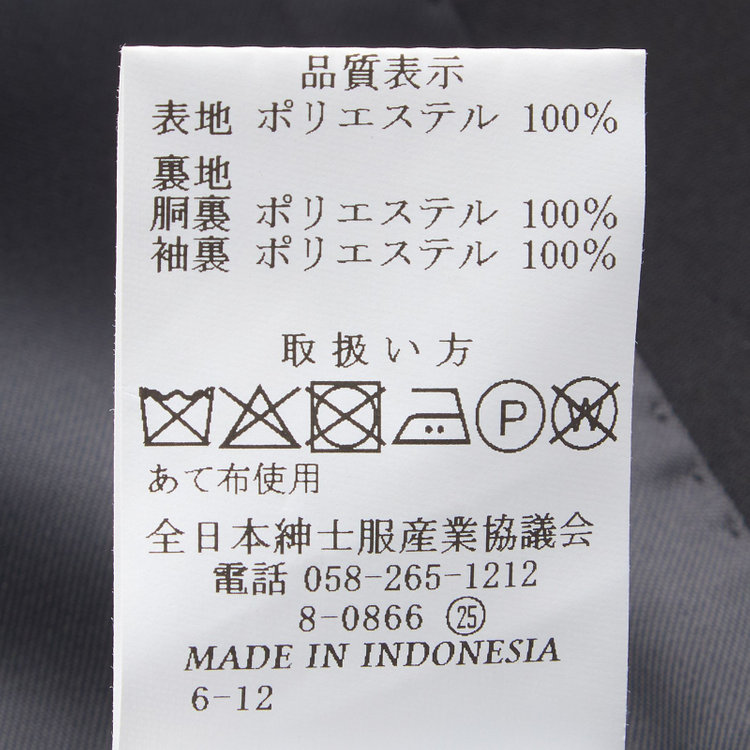 品質表示
表地 ポリエステル 100%
裏地
胴裏 ポリエステル 100%
袖裏 ポリエステル 100%
取扱い方
P W
あて布使用
全日本紳士服産業協議会
電話 058-265-1212
8-0866 ㉕
MADE IN INDONESIA
6-12